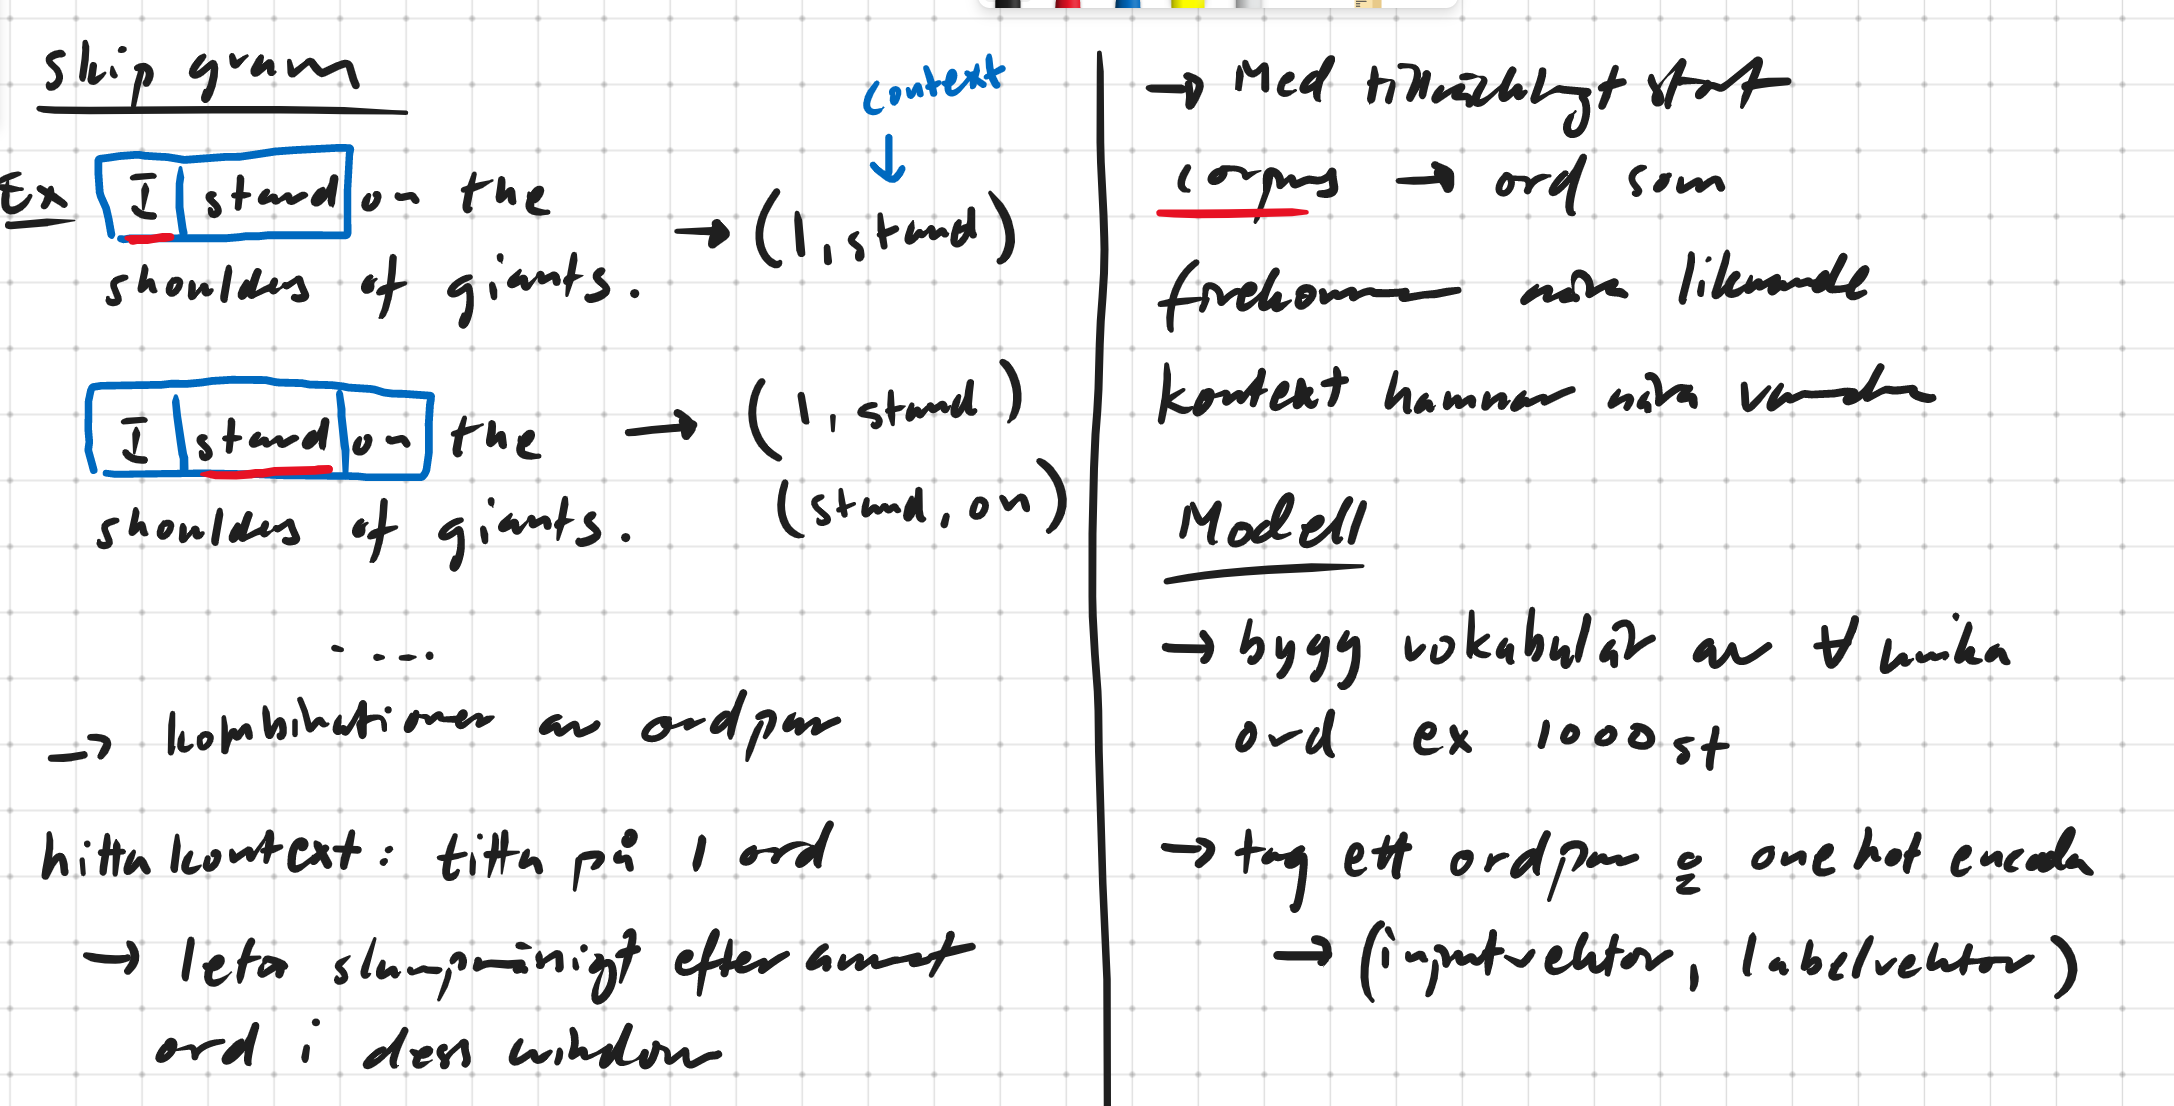 skip gram
context
Ex I stand on the → (I, stand)
shoulders of giants.
I stand on the → (I, stand)
(stand, on)
shoulders of giants.
....
→ kombinationer av ordpar
hitta kontext: titta på 1 ord
→ leta slumpmässigt efter annat
ord i dess window
→ Med tillräckligt stort
corpus → ord som
förekommer nära liknande
kontext hamnar nära varandra
Modell
→ bygg vokabulär av ∀ unika
ord ex 1000 st
→ tag ett ordpar & one hot encoda
→ (inputvektor, labelvektor)